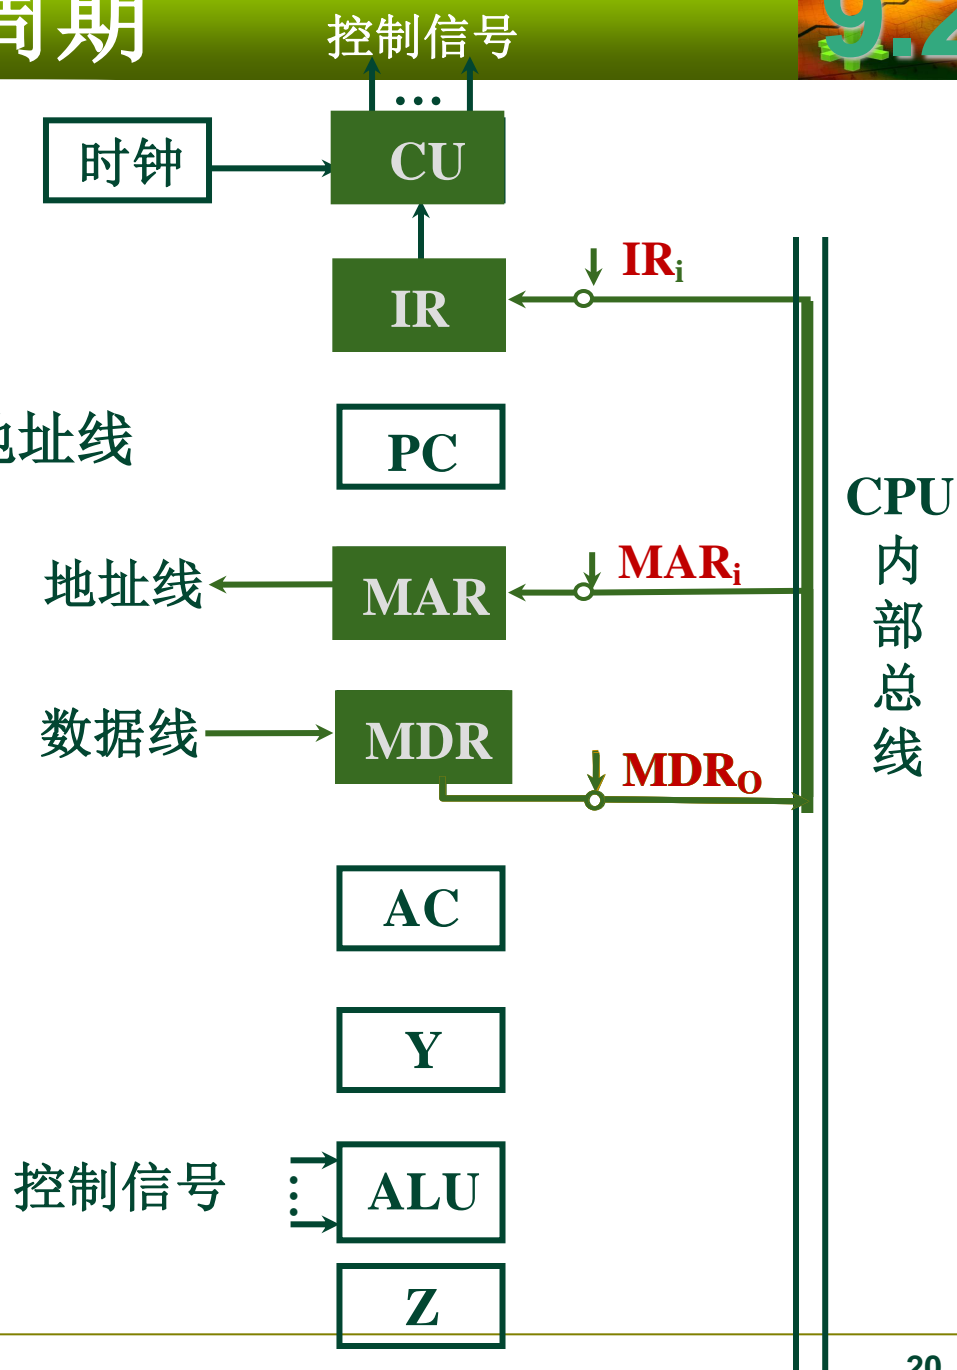 周期
控制信号
9.2
…
时钟
CU
IRi
IR
地址线
PC
CPU
内
部
总
线
MARi
地址线
MAR
数据线
MDR
MDRO
AC
Y
控制信号
ALU
Z
20